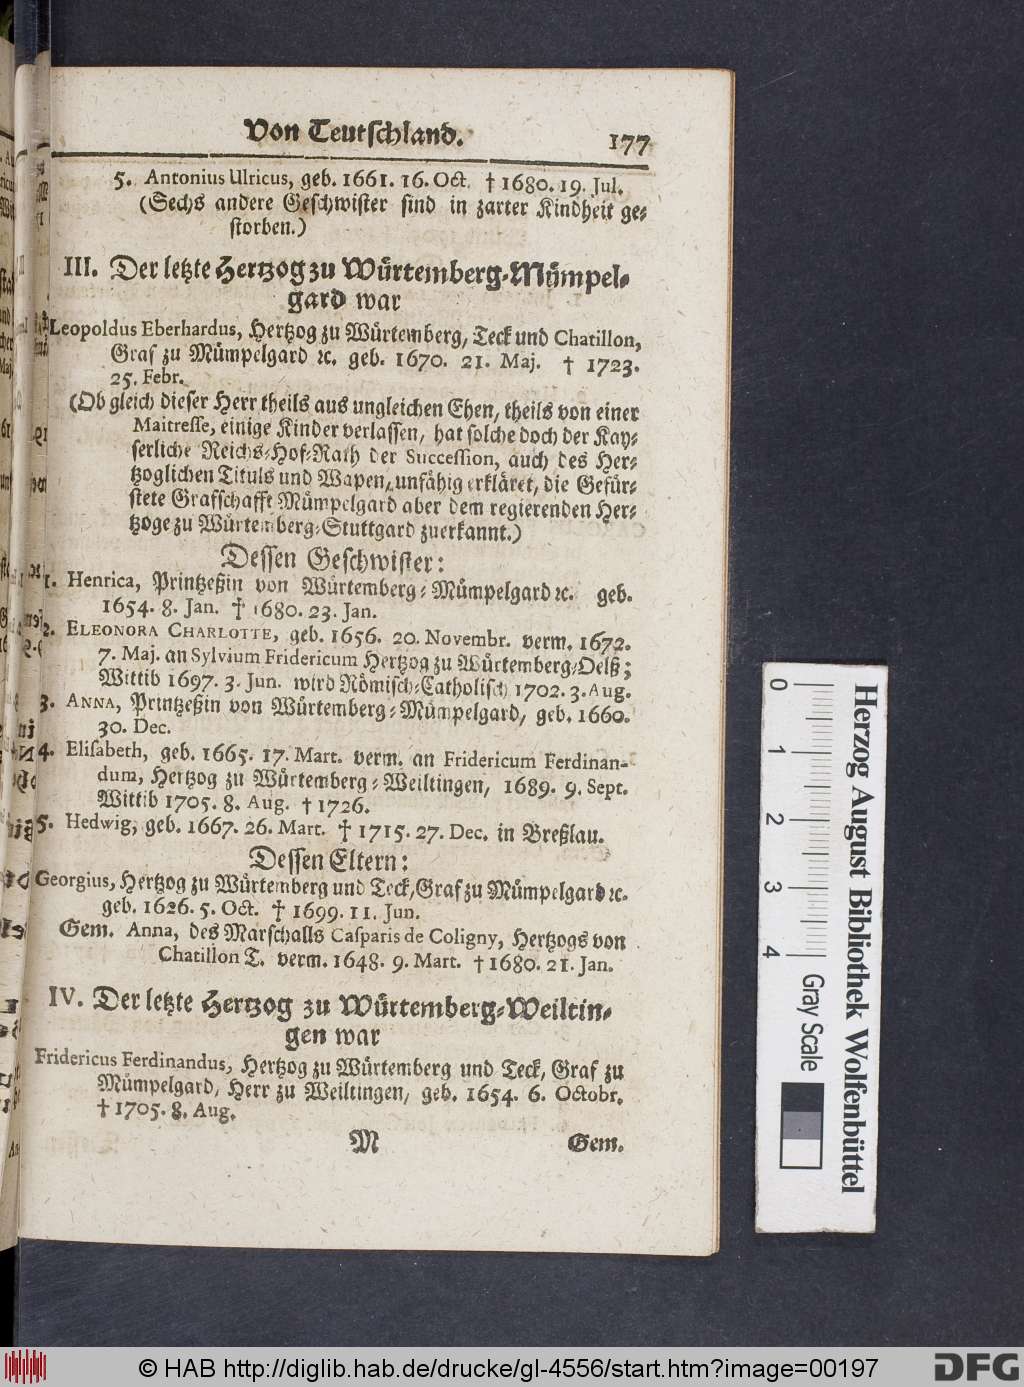 Von Teutschland. 177
5. Antonius Ulricus, geb. 1661. 16. Oct. † 1680. 19. Jul.
(Sechs andere Geschwister sind in zarter Kindheit ge-
storben.)
III. Der letzte Hertzog zu Würtemberg-Mümpel-
gard war
Leopoldus Eberhardus, Hertzog zu Würtemberg, Teck und Chatillon,
Graf zu Mümpelgard ꝛc. geb. 1670. 21. Maj. † 1723.
25. Febr.
(Ob gleich dieser Herr theils aus ungleichen Ehen, theils von einer
Maitresse, einige Kinder verlassen, hat solche doch der Kay-
serliche Reichs-Hof-Rath der Succession, auch des Her-
tzoglichen Tituls und Wapen, unfähig erkläret, die Gefür-
stete Grafschafft Mümpelgard aber dem regierenden Her-
tzoge zu Würtemberg-Stuttgard zuerkannt.)
Dessen Geschwister:
1. Henrica, Printzeßin von Würtemberg-Mümpelgard ꝛc. geb.
1654. 8. Jan. † 1680. 23. Jan.
2. ELEONORA CHARLOTTE, geb. 1656. 20. Novembr. verm. 1672.
7. Maj. an Sylvium Fridericum Hertzog zu Würtemberg-Oelß;
Wittib 1697. 3. Jun. wird Römisch-Catholisch 1702. 3. Aug.
3. ANNA, Printzeßin von Würtemberg-Mümpelgard, geb. 1660.
30. Dec.
4. Elisabeth, geb. 1665. 17. Mart. verm. an Fridericum Ferdinan-
dum, Hertzog zu Würtemberg-Weiltingen, 1689. 9. Sept.
Wittib 1705. 8. Aug. † 1726.
5. Hedwig, geb. 1667. 26. Mart. † 1715. 27. Dec. in Breßlau.
Dessen Eltern:
Georgius, Hertzog zu Würtemberg und Teck, Graf zu Mümpelgard ꝛc.
geb. 1626. 5. Oct. † 1699. 11. Jun.
Gem. Anna, des Marschalls Casparis de Coligny, Hertzogs von
Chatillon T. verm. 1648. 9. Mart. † 1680. 21. Jan.
IV. Der letzte Hertzog zu Würtemberg-Weiltin-
gen war
Fridericus Ferdinandus, Hertzog zu Würtemberg und Teck, Graf zu
Mümpelgard, Herr zu Weiltingen, geb. 1654. 6. Octobr.
† 1705. 8. Aug.
M Gem.
0 1 2 3 4 Gray Scale
Herzog August Bibliothek Wolfenbüttel
© HAB http://diglib.hab.de/drucke/gl-4556/start.htm?image=00197
DFG